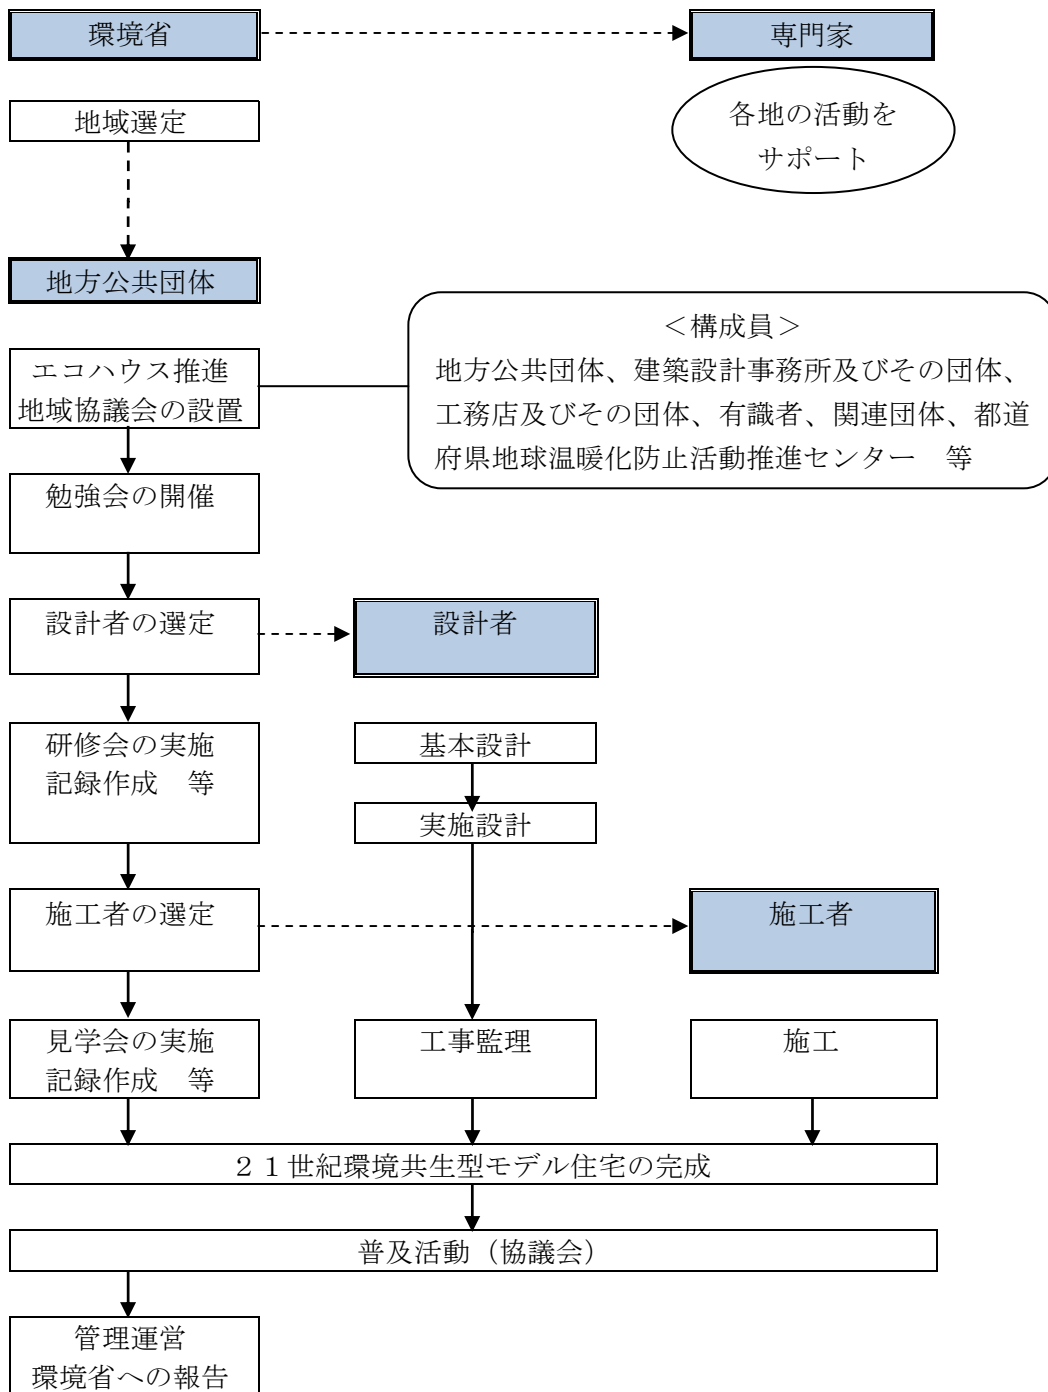 環境省
専門家
各地の活動を
サポート
地域選定
地方公共団体
＜構成員＞
地方公共団体、建築設計事務所及びその団体、
工務店及びその団体、有識者、関連団体、都道
府県地球温暖化防止活動推進センター　等
エコハウス推進
地域協議会の設置
勉強会の開催
設計者の選定
設計者
研修会の実施
記録作成　等
基本設計
実施設計
施工者の選定
施工者
見学会の実施
記録作成　等
工事監理
施工
２１世紀環境共生型モデル住宅の完成
普及活動（協議会）
管理運営
環境省への報告